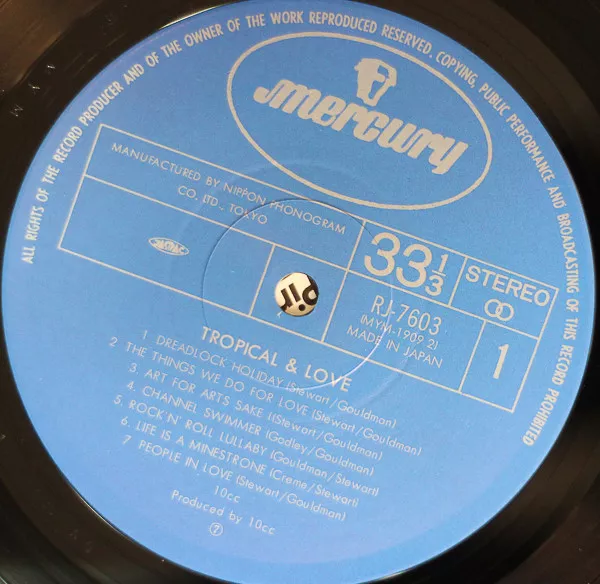 ALL RIGHTS OF THE RECORD PRODUCER AND OF THE OWNER OF THE WORK REPRODUCED RESERVED. COPYING, PUBLIC PERFORMANCE AND BROADCASTING OF THIS RECORD PROHIBITED
mercury
MANUFACTURED BY NIPPON PHONOGRAM
CO. LTD., TOKYO
33 1/3
STEREO
RJ-7603
(MYM-1909 2)
MADE IN JAPAN
1
TROPICAL & LOVE
1 DREADLOCK HOLIDAY (Stewart/Gouldman)
2 THE THINGS WE DO FOR LOVE (Stewart/Gouldman)
3 ART FOR ARTS SAKE (Stewart/Gouldman)
4. CHANNEL SWIMMER (Godley/Gouldman)
5. ROCK'N' ROLL LULLABY (Gouldman/Stewart)
6. LIFE IS A MINESTRONE (Creme/Stewart)
7 PEOPLE IN LOVE (Stewart/Gouldman)
10cc
Produced by 10cc